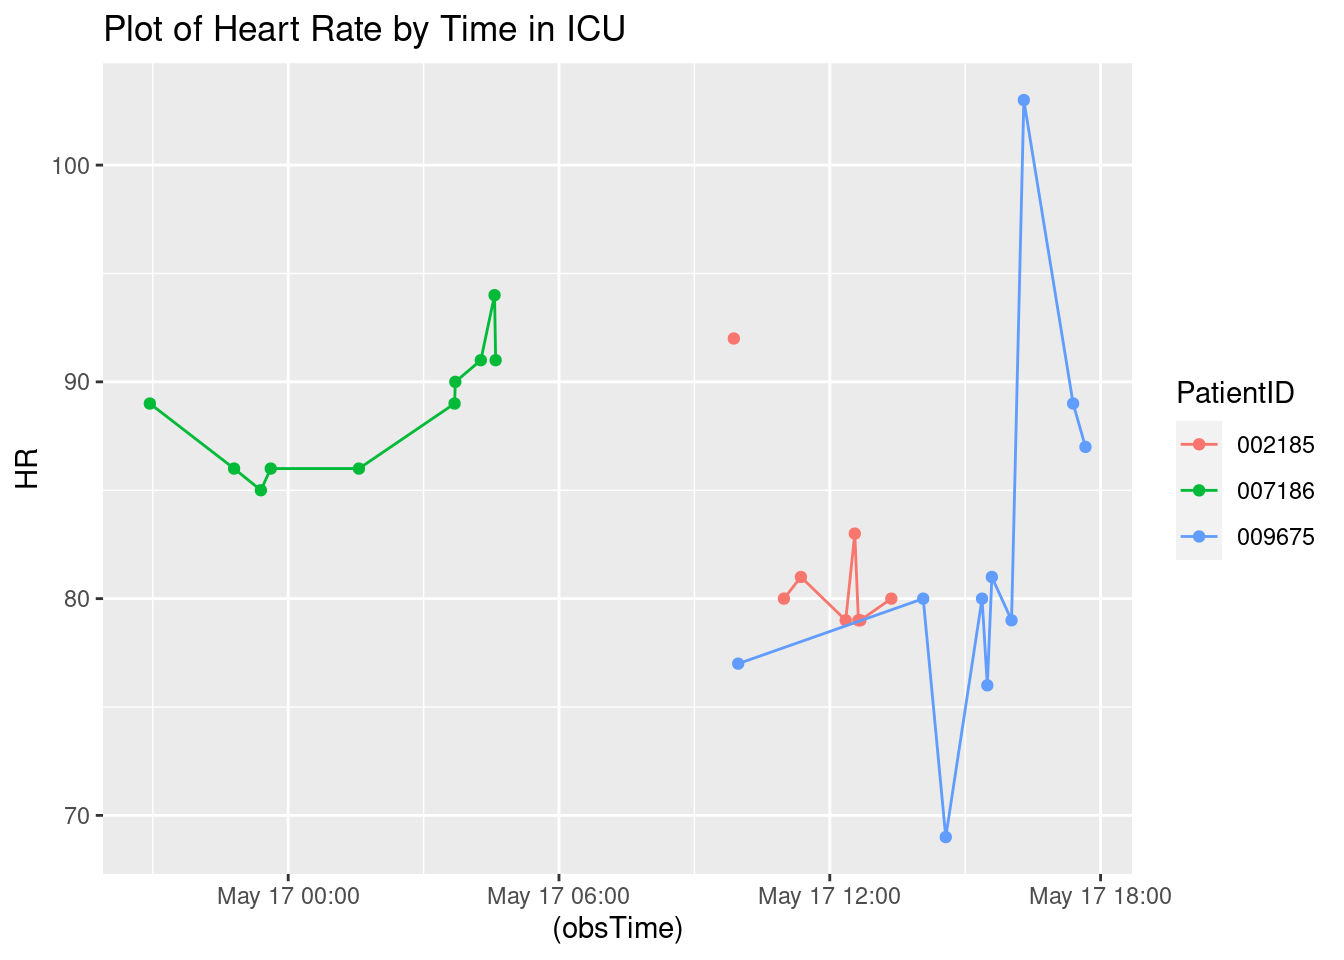 Plot of Heart Rate by Time in ICU
HR
100
90
80
70
May 17 00:00
May 17 06:00
May 17 12:00
May 17 18:00
(obsTime)
PatientID
002185
007186
009675